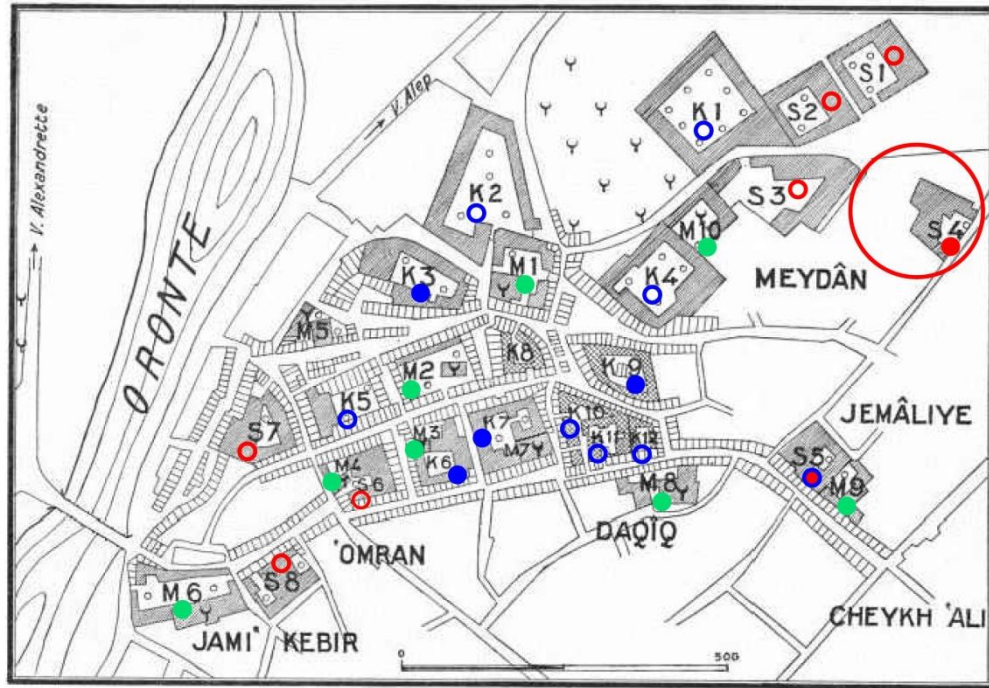 V. Alexandrette
V. Alep
ORONTE
S1
S2
K1
K2
S3
S4
M10
MEYDÂN
K3
M1
K4
M5
K8
M2
K9
K5
JEMÂLIYE
S7
K7
K10
M3
M7
K11
K12
K6
M4
S6
S5
M8
M9
DAQÎQ
'OMRAN
S8
M6
CHEYKH 'ALI
JAMI' KEBIR
0
500